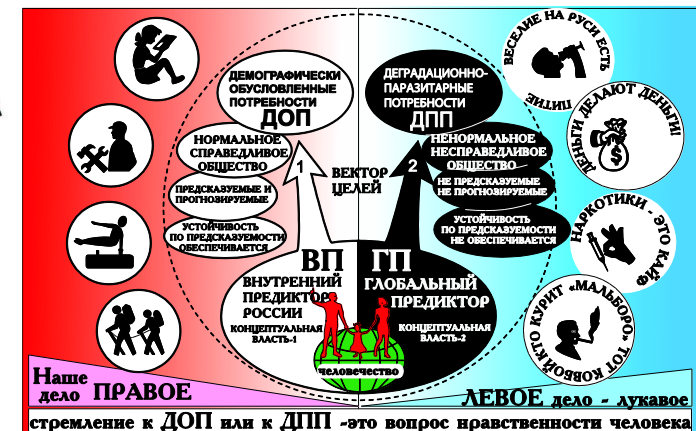 ДЕМОГРАФИЧЕСКИ
ОБУСЛОВЛЕННЫЕ
ПОТРЕБНОСТИ
ДОП
НОРМАЛЬНОЕ
СПРАВЕДЛИВОЕ
ОБЩЕСТВО
ПРЕДСКАЗУЕМЫЕ И
ПРОГНОЗИРУЕМЫЕ
УСТОЙЧИВОСТЬ
ПО ПРЕДСКАЗУЕМОСТИ
ОБЕСПЕЧИВАЕТСЯ
1
ВЕКТОР
ЦЕЛЕЙ
2
ДЕГРАДАЦИОННО-
ПАРАЗИТАРНЫЕ
ПОТРЕБНОСТИ
ДПП
НЕНОРМАЛЬНОЕ
НЕСПРАВЕДЛИВОЕ
ОБЩЕСТВО
НЕ ПРЕДСКАЗУЕМЫЕ
НЕ ПРОГНОЗИРУЕМЫЕ
УСТОЙЧИВОСТЬ
ПО ПРЕДСКАЗУЕМОСТИ
НЕ ОБЕСПЕЧИВАЕТСЯ
ВЕСЕЛИЕ НА РУСИ ЕСТЬ
ПИТИЕ
ДЕНЬГИ ДЕЛАЮТ ДЕНЬГИ!
$
НАРКОТИКИ - ЭТО КАЙФ
КТО КУРИТ «МАЛЬБОРО» ТОТ КОВБОЙ
ВП
ВНУТРЕННИЙ
ПРЕДИКТОР
РОССИИ
КОНЦЕПТУАЛЬНАЯ
ВЛАСТЬ-1
ГП
ГЛОБАЛЬНЫЙ
ПРЕДИКТОР
КОНЦЕПТУАЛЬНАЯ
ВЛАСТЬ-2
человечество
Наше
дело ПРАВОЕ
ЛЕВОЕ дело - лукавое
стремление к ДОП или к ДПП -это вопрос нравственности человека